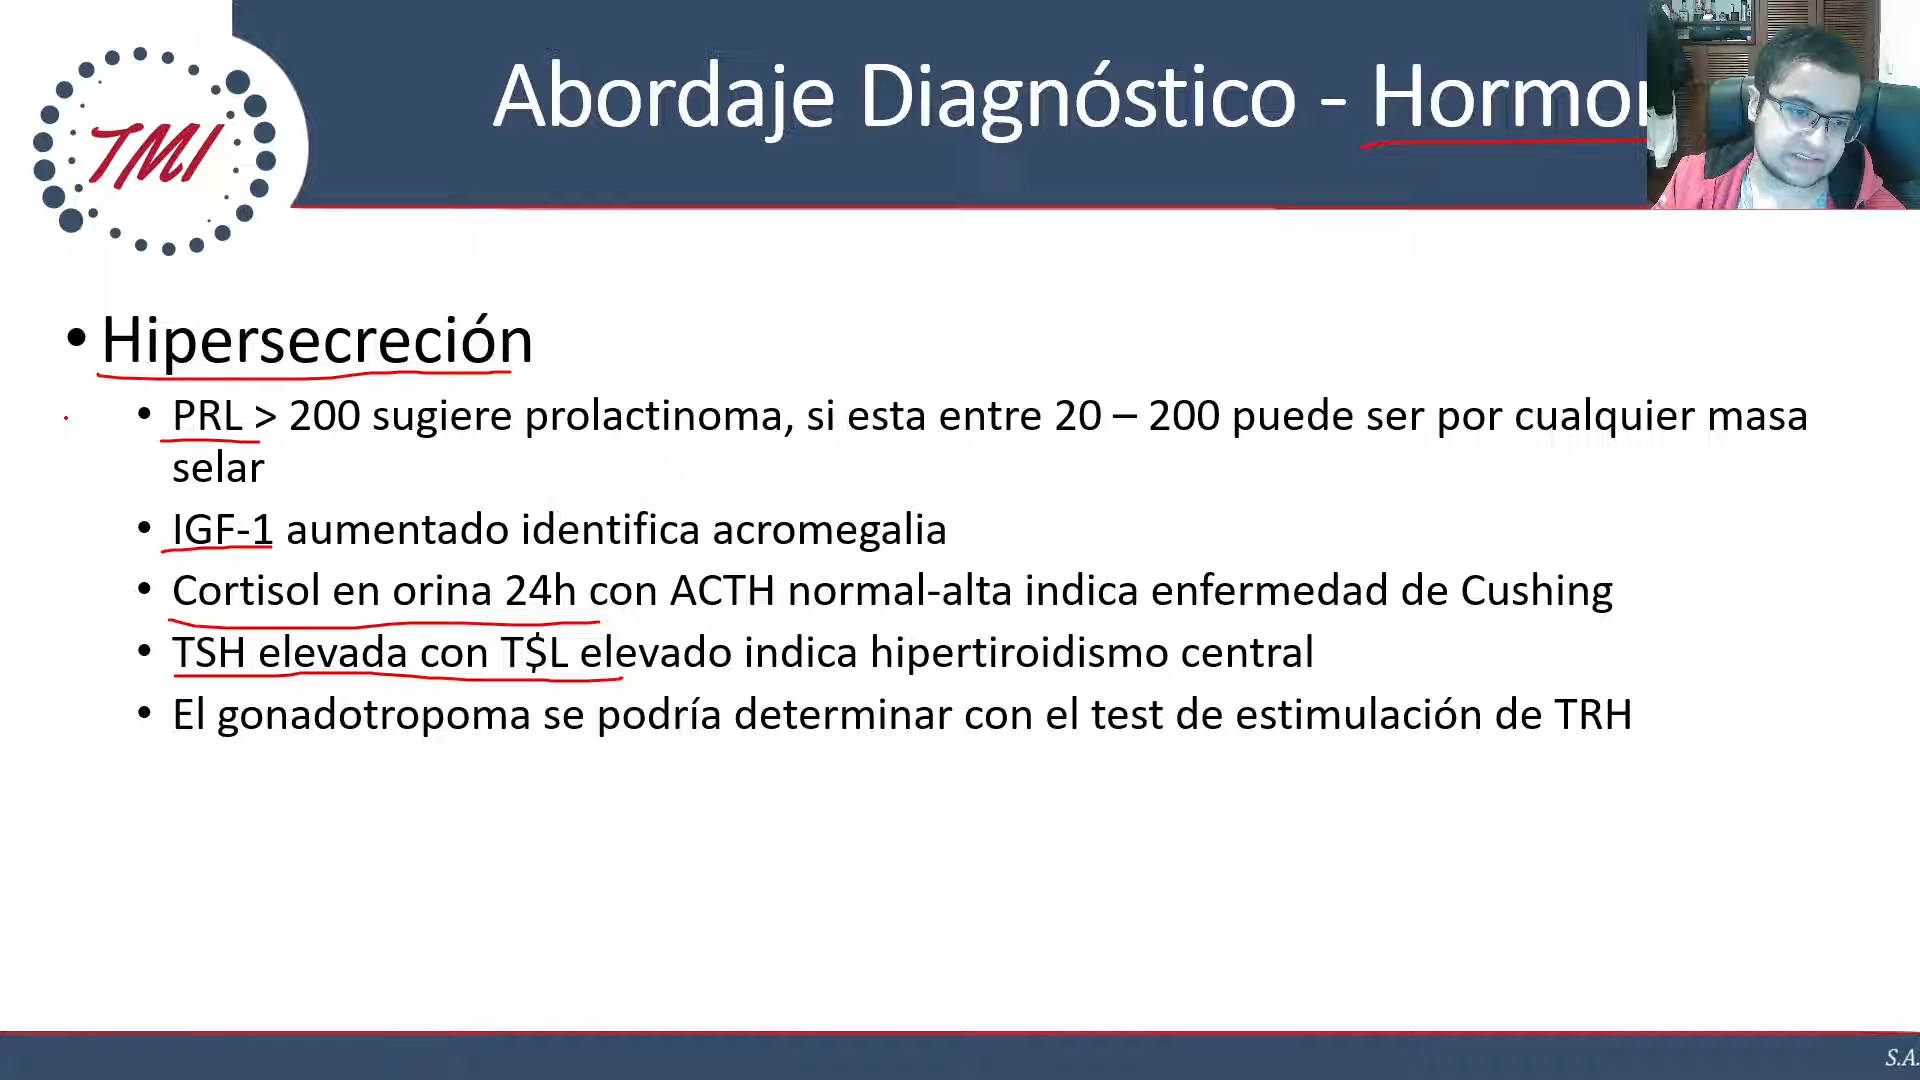 TMI
Abordaje Diagnóstico - Hormo
• Hipersecreción
• PRL > 200 sugiere prolactinoma, si esta entre 20 – 200 puede ser por cualquier masa
selar
• IGF-1 aumentado identifica acromegalia
• Cortisol en orina 24h con ACTH normal-alta indica enfermedad de Cushing
• TSH elevada con T$L elevado indica hipertiroidismo central
• El gonadotropoma se podría determinar con el test de estimulación de TRH
S.A.